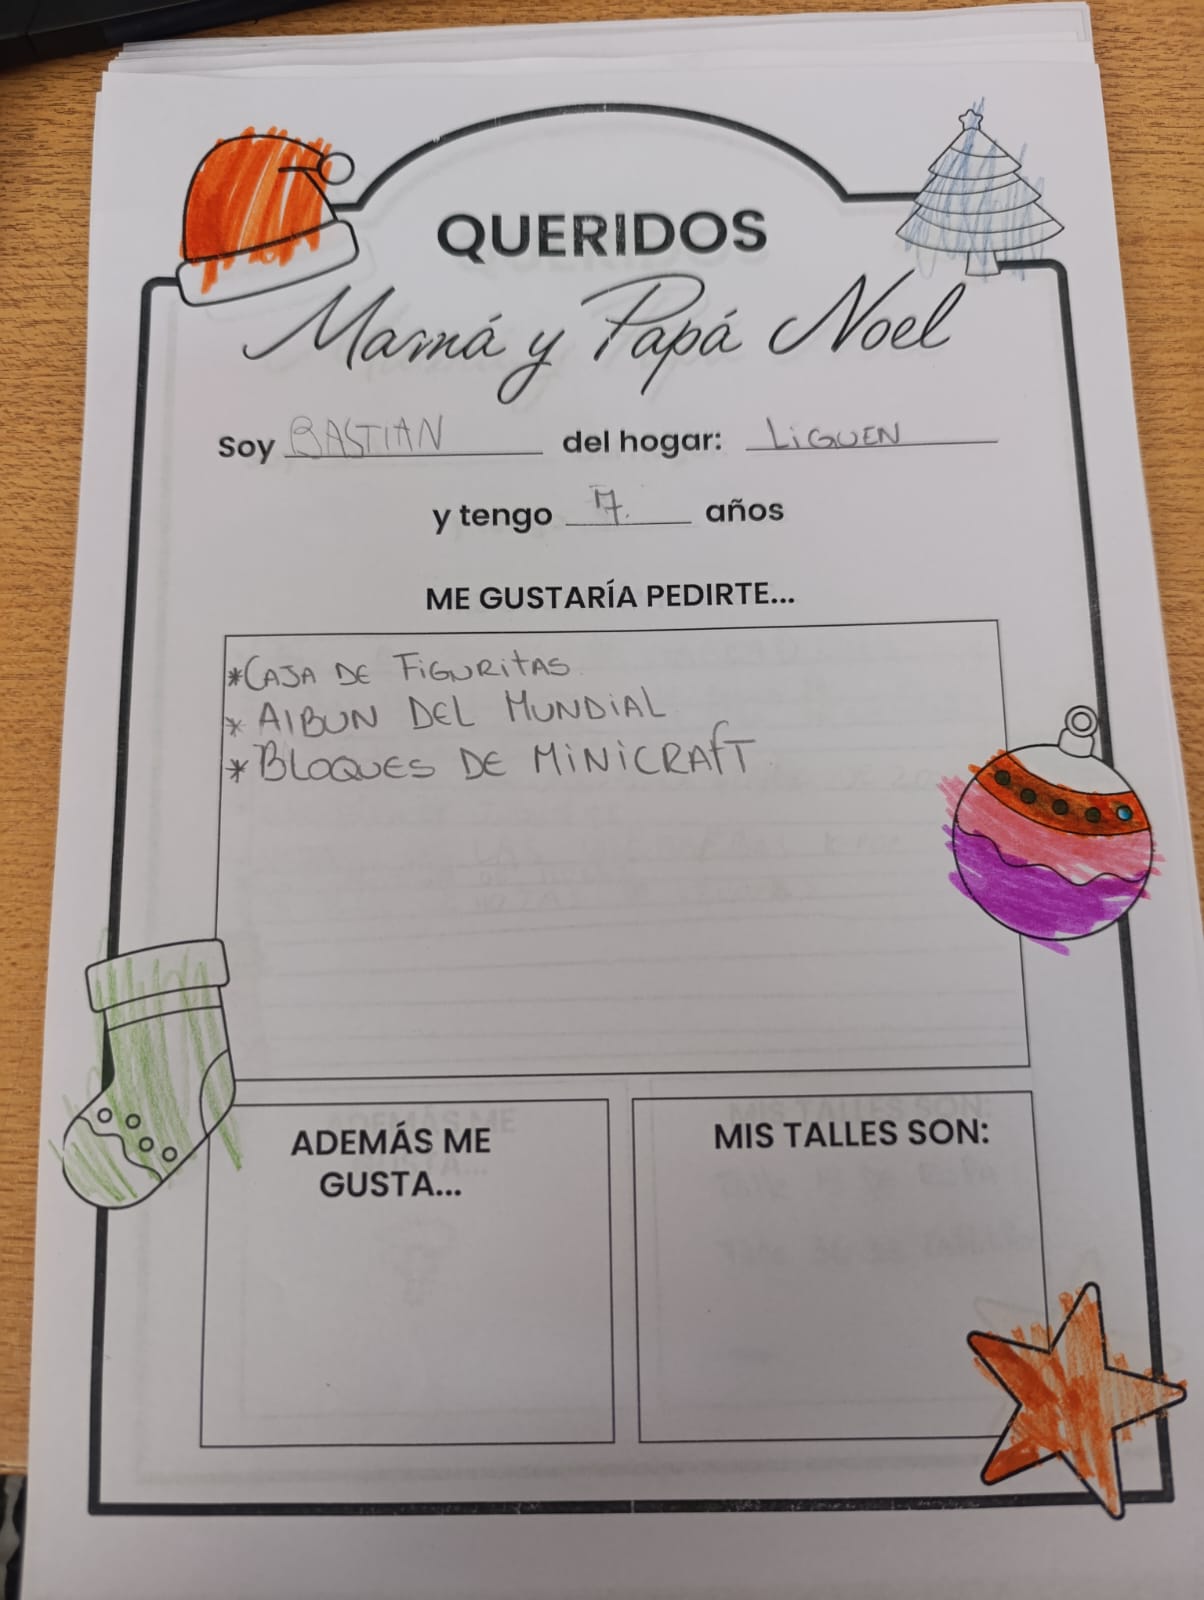 QUERIDOS
Mamá y Papá Noel
Soy BASTIAN del hogar: LiGUEN
y tengo 7. años
ME GUSTARÍA PEDIRTE...
*CAJA DE FiGURitAS
* AlBUN DEL MUNDiAL
*BLOQUES DE MiNiCRAfT
ADEMÁS ME
GUSTA...
MIS TALLES SON: